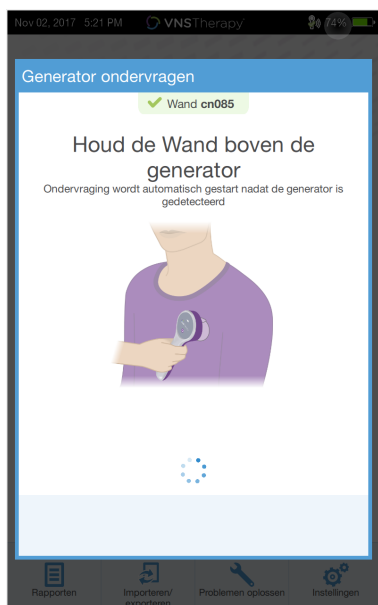 Nov 02, 2017 5:21 PM VNSTherapy 74%
Generator ondervragen
Wand cn085
Houd de Wand boven de
generator
Ondervraging wordt automatisch gestart nadat de generator is
gedetecteerd
Rapporten Importeren/ Problemen oplossen Instellingen
exporteren